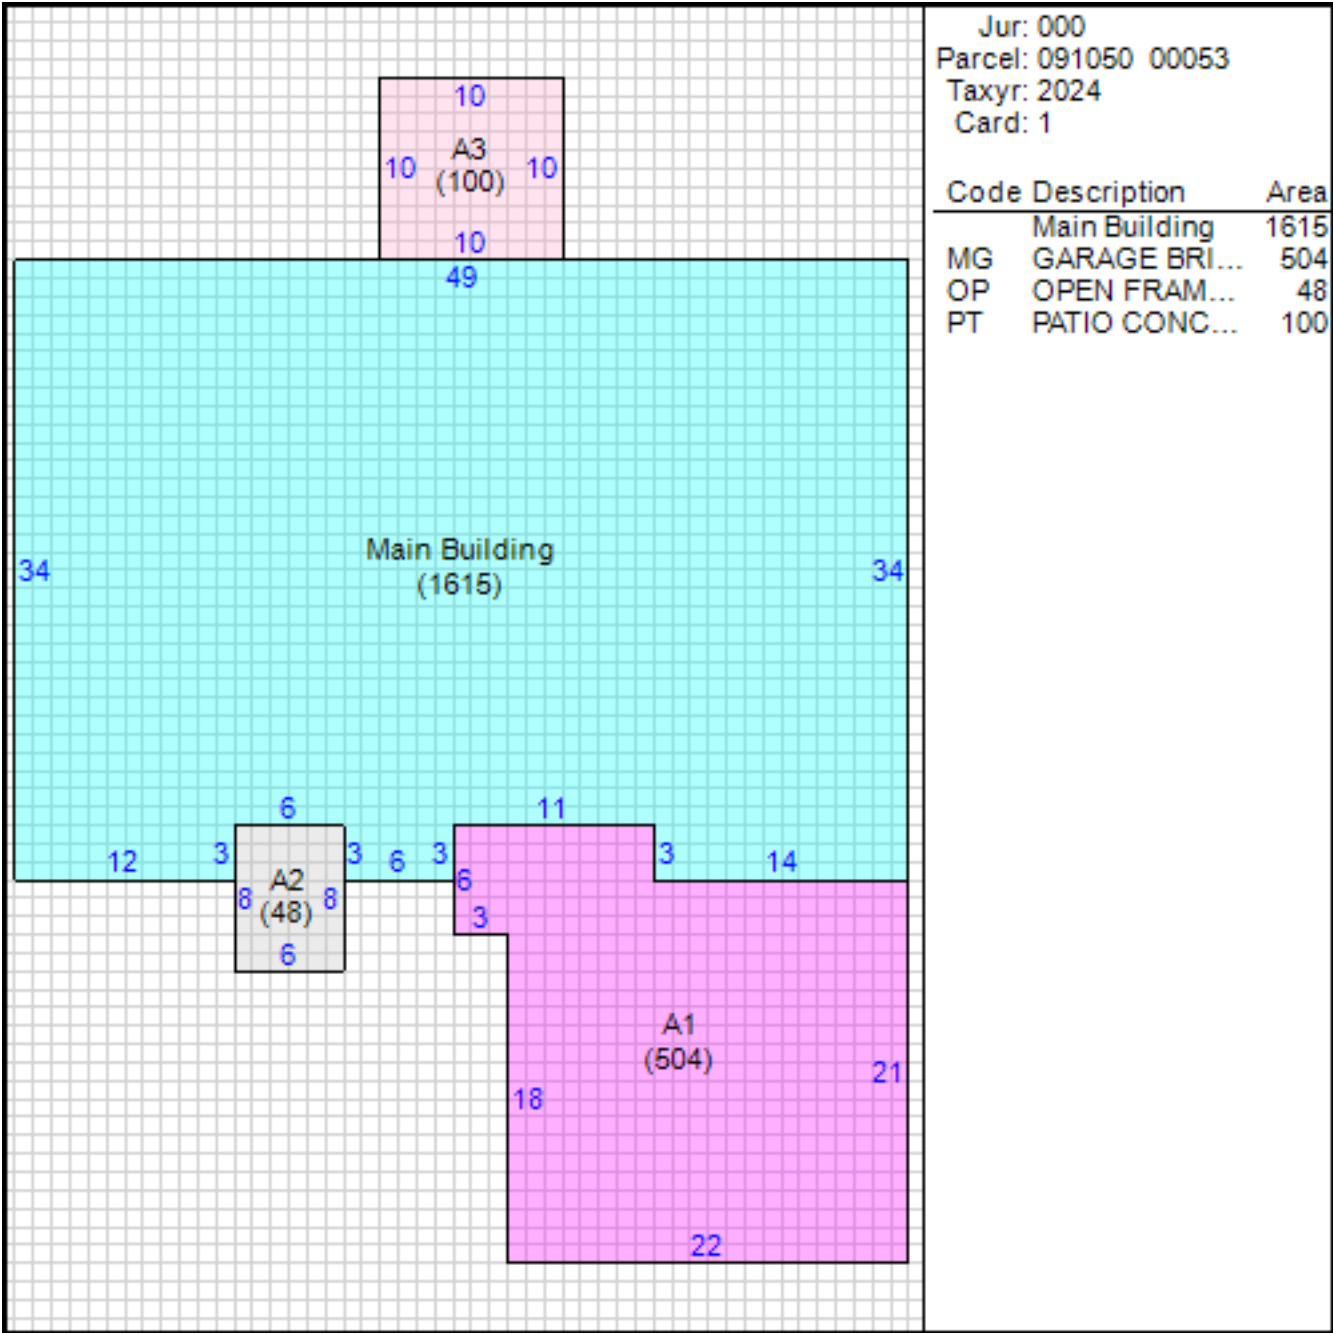 Jur: 000
Parcel: 091050 00053
Taxyr: 2024
Card: 1
Code Description Area
Main Building 1615
MG GARAGE BRI... 504
OP OPEN FRAM... 48
PT PATIO CONC... 100
10
A3
10 10
(100)
10
49
Main Building
34 34
(1615)
6 11
12 3 3 6 3 3 14
A2 6
8 (48) 8
3
6
A1
(504)
21
18
22